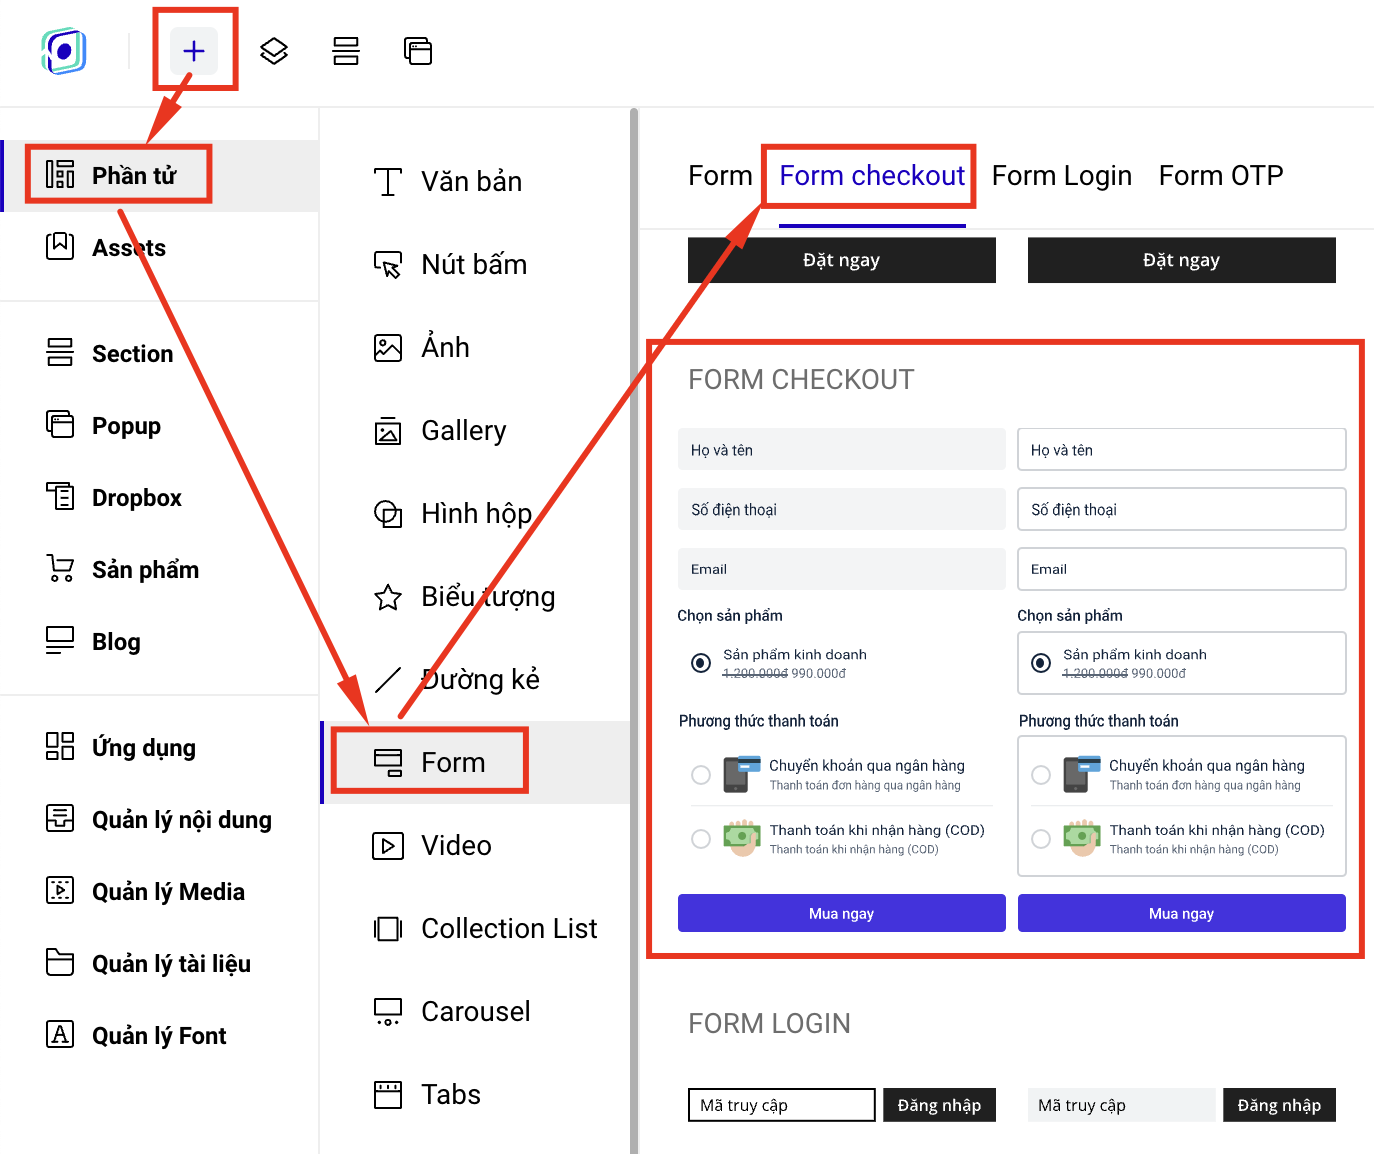 Phần tử
Assets
Section
Popup
Dropbox
Sản phẩm
Blog
Ứng dụng
Quản lý nội dung
Quản lý Media
Quản lý tài liệu
Quản lý Font
Văn bản
Nút bấm
Ảnh
Gallery
Hình hộp
Biểu tượng
Đường kẻ
Form
Video
Collection List
Carousel
Tabs
Form Form checkout Form Login Form OTP
Đặt ngay Đặt ngay
FORM CHECKOUT
Họ và tên Họ và tên
Số điện thoại Số điện thoại
Email Email
Chọn sản phẩm Chọn sản phẩm
Sản phẩm kinh doanh Sản phẩm kinh doanh
1.200.000đ 990.000đ 1.200.000đ 990.000đ
Phương thức thanh toán Phương thức thanh toán
Chuyển khoản qua ngân hàng Chuyển khoản qua ngân hàng
Thanh toán đơn hàng qua ngân hàng Thanh toán đơn hàng qua ngân hàng
Thanh toán khi nhận hàng (COD) Thanh toán khi nhận hàng (COD)
Thanh toán khi nhận hàng (COD) Thanh toán khi nhận hàng (COD)
Mua ngay Mua ngay
FORM LOGIN
Mã truy cập Đăng nhập Mã truy cập Đăng nhập